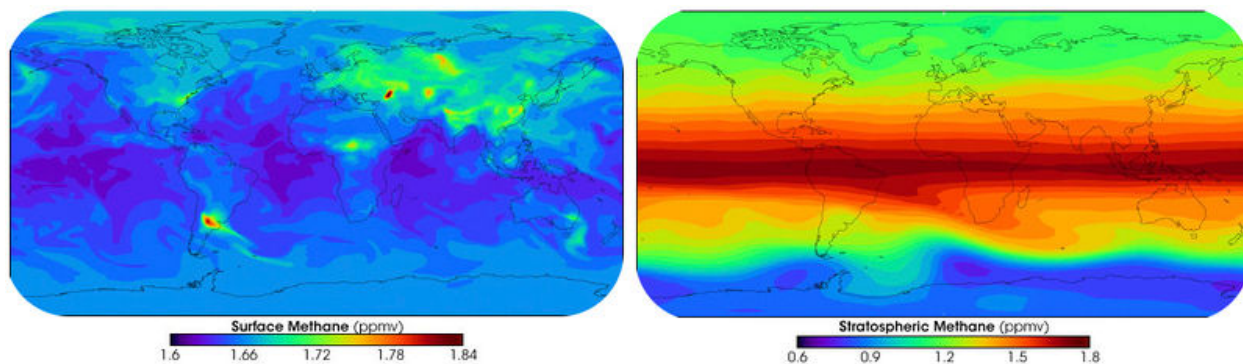 Surface Methane (ppmv)
1.6 1.66 1.72 1.78 1.84
Stratospheric Methane (ppmv)
0.6 0.9 1.2 1.5 1.8